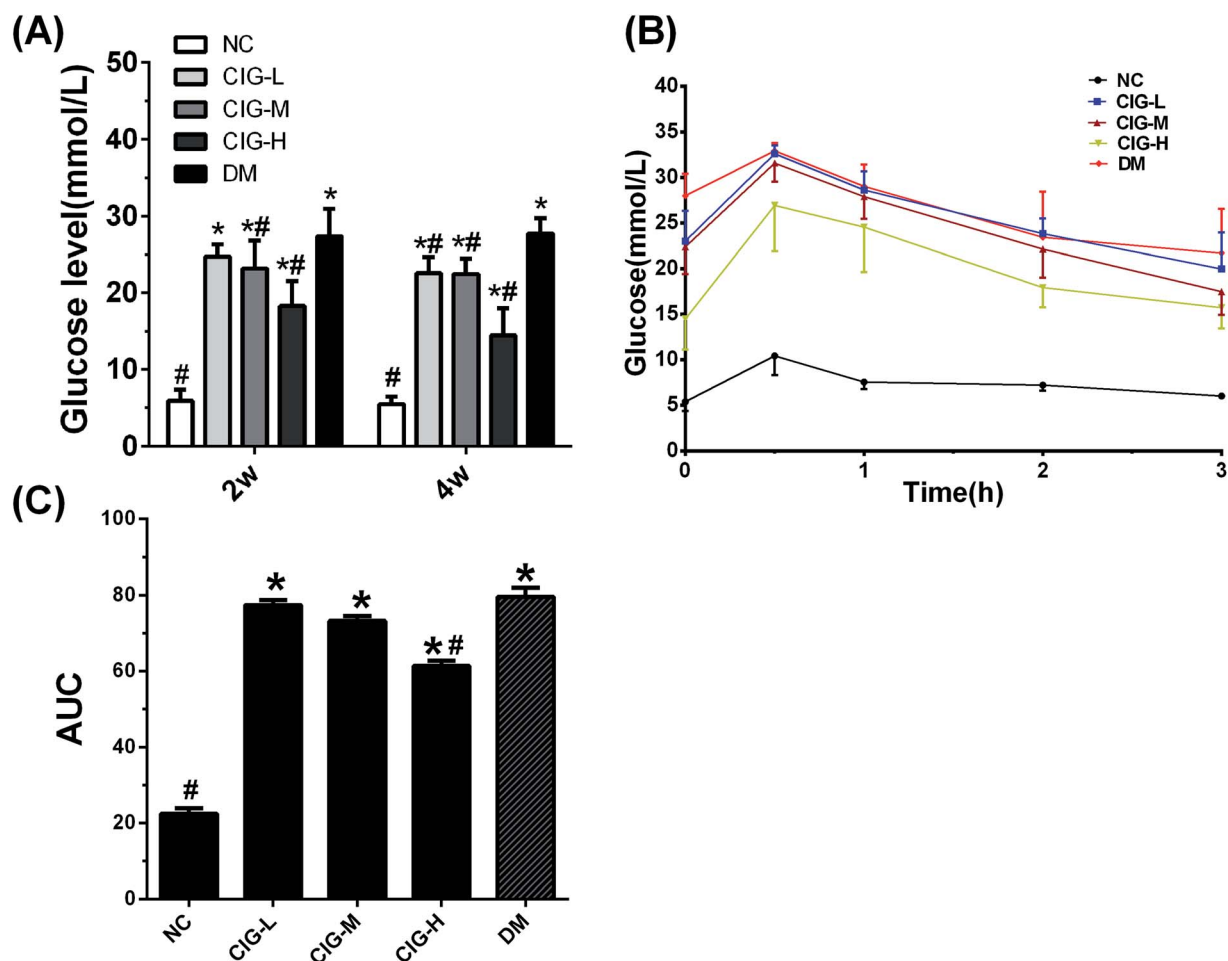 (A)
NC
CIG-L
CIG-M
CIG-H
DM
Glucose level(mmol/L)
50
40
30
20
10
0
# * *# *# *
# *# *# *# *
2w 4w
(B)
NC
CIG-L
CIG-M
CIG-H
DM
Glucose(mmol/L)
40
35
30
25
20
15
10
5
0
0 1 2 3
Time(h)
(C)
AUC
100
80
60
40
20
0
# * * *# *
NC CIG-L CIG-M CIG-H DM